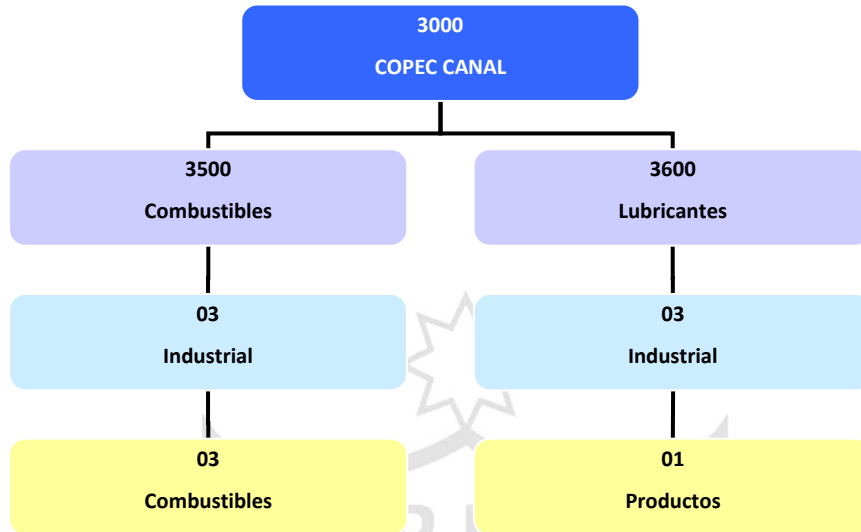 3000
COPEC CANAL
3500
Combustibles
3600
Lubricantes
03
Industrial
03
Industrial
03
Combustibles
01
Productos